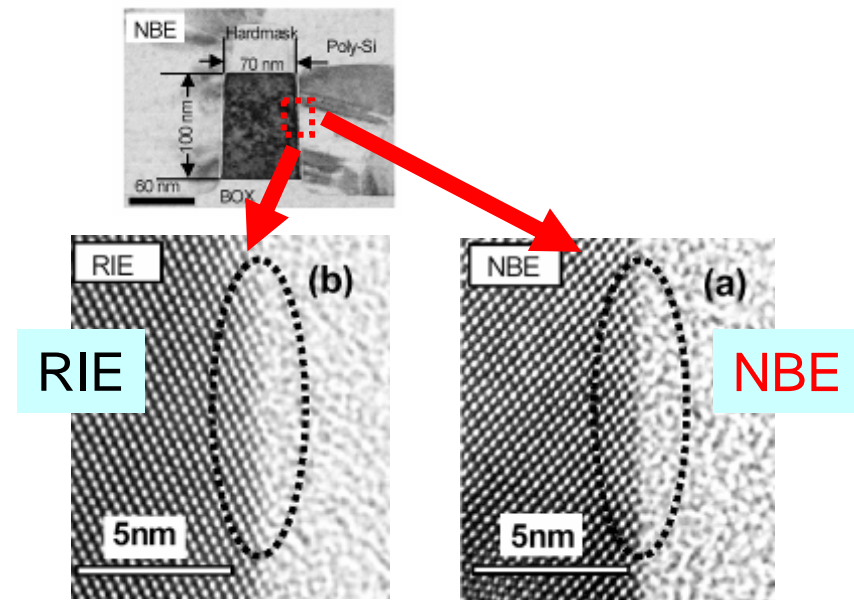 NBE
Hardmask
Poly-Si
70 nm
100 nm
60 nm
BOX
RIE
(b)
NBE
(a)
RIE
NBE
5nm
5nm